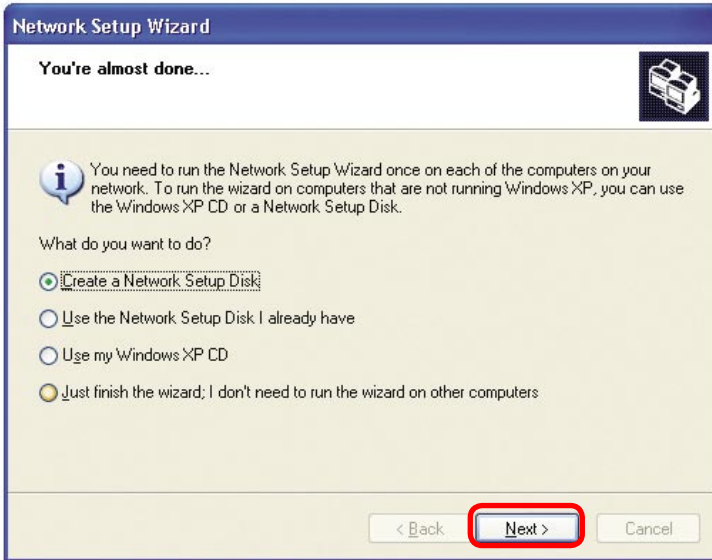 Network Setup Wizard
You're almost done...
You need to run the Network Setup Wizard once on each of the computers on your
network. To run the wizard on computers that are not running Windows XP, you can use
the Windows XP CD or a Network Setup Disk.
What do you want to do?
Create a Network Setup Disk
Use the Network Setup Disk I already have
Use my Windows XP CD
Just finish the wizard; I don't need to run the wizard on other computers
< Back Next > Cancel